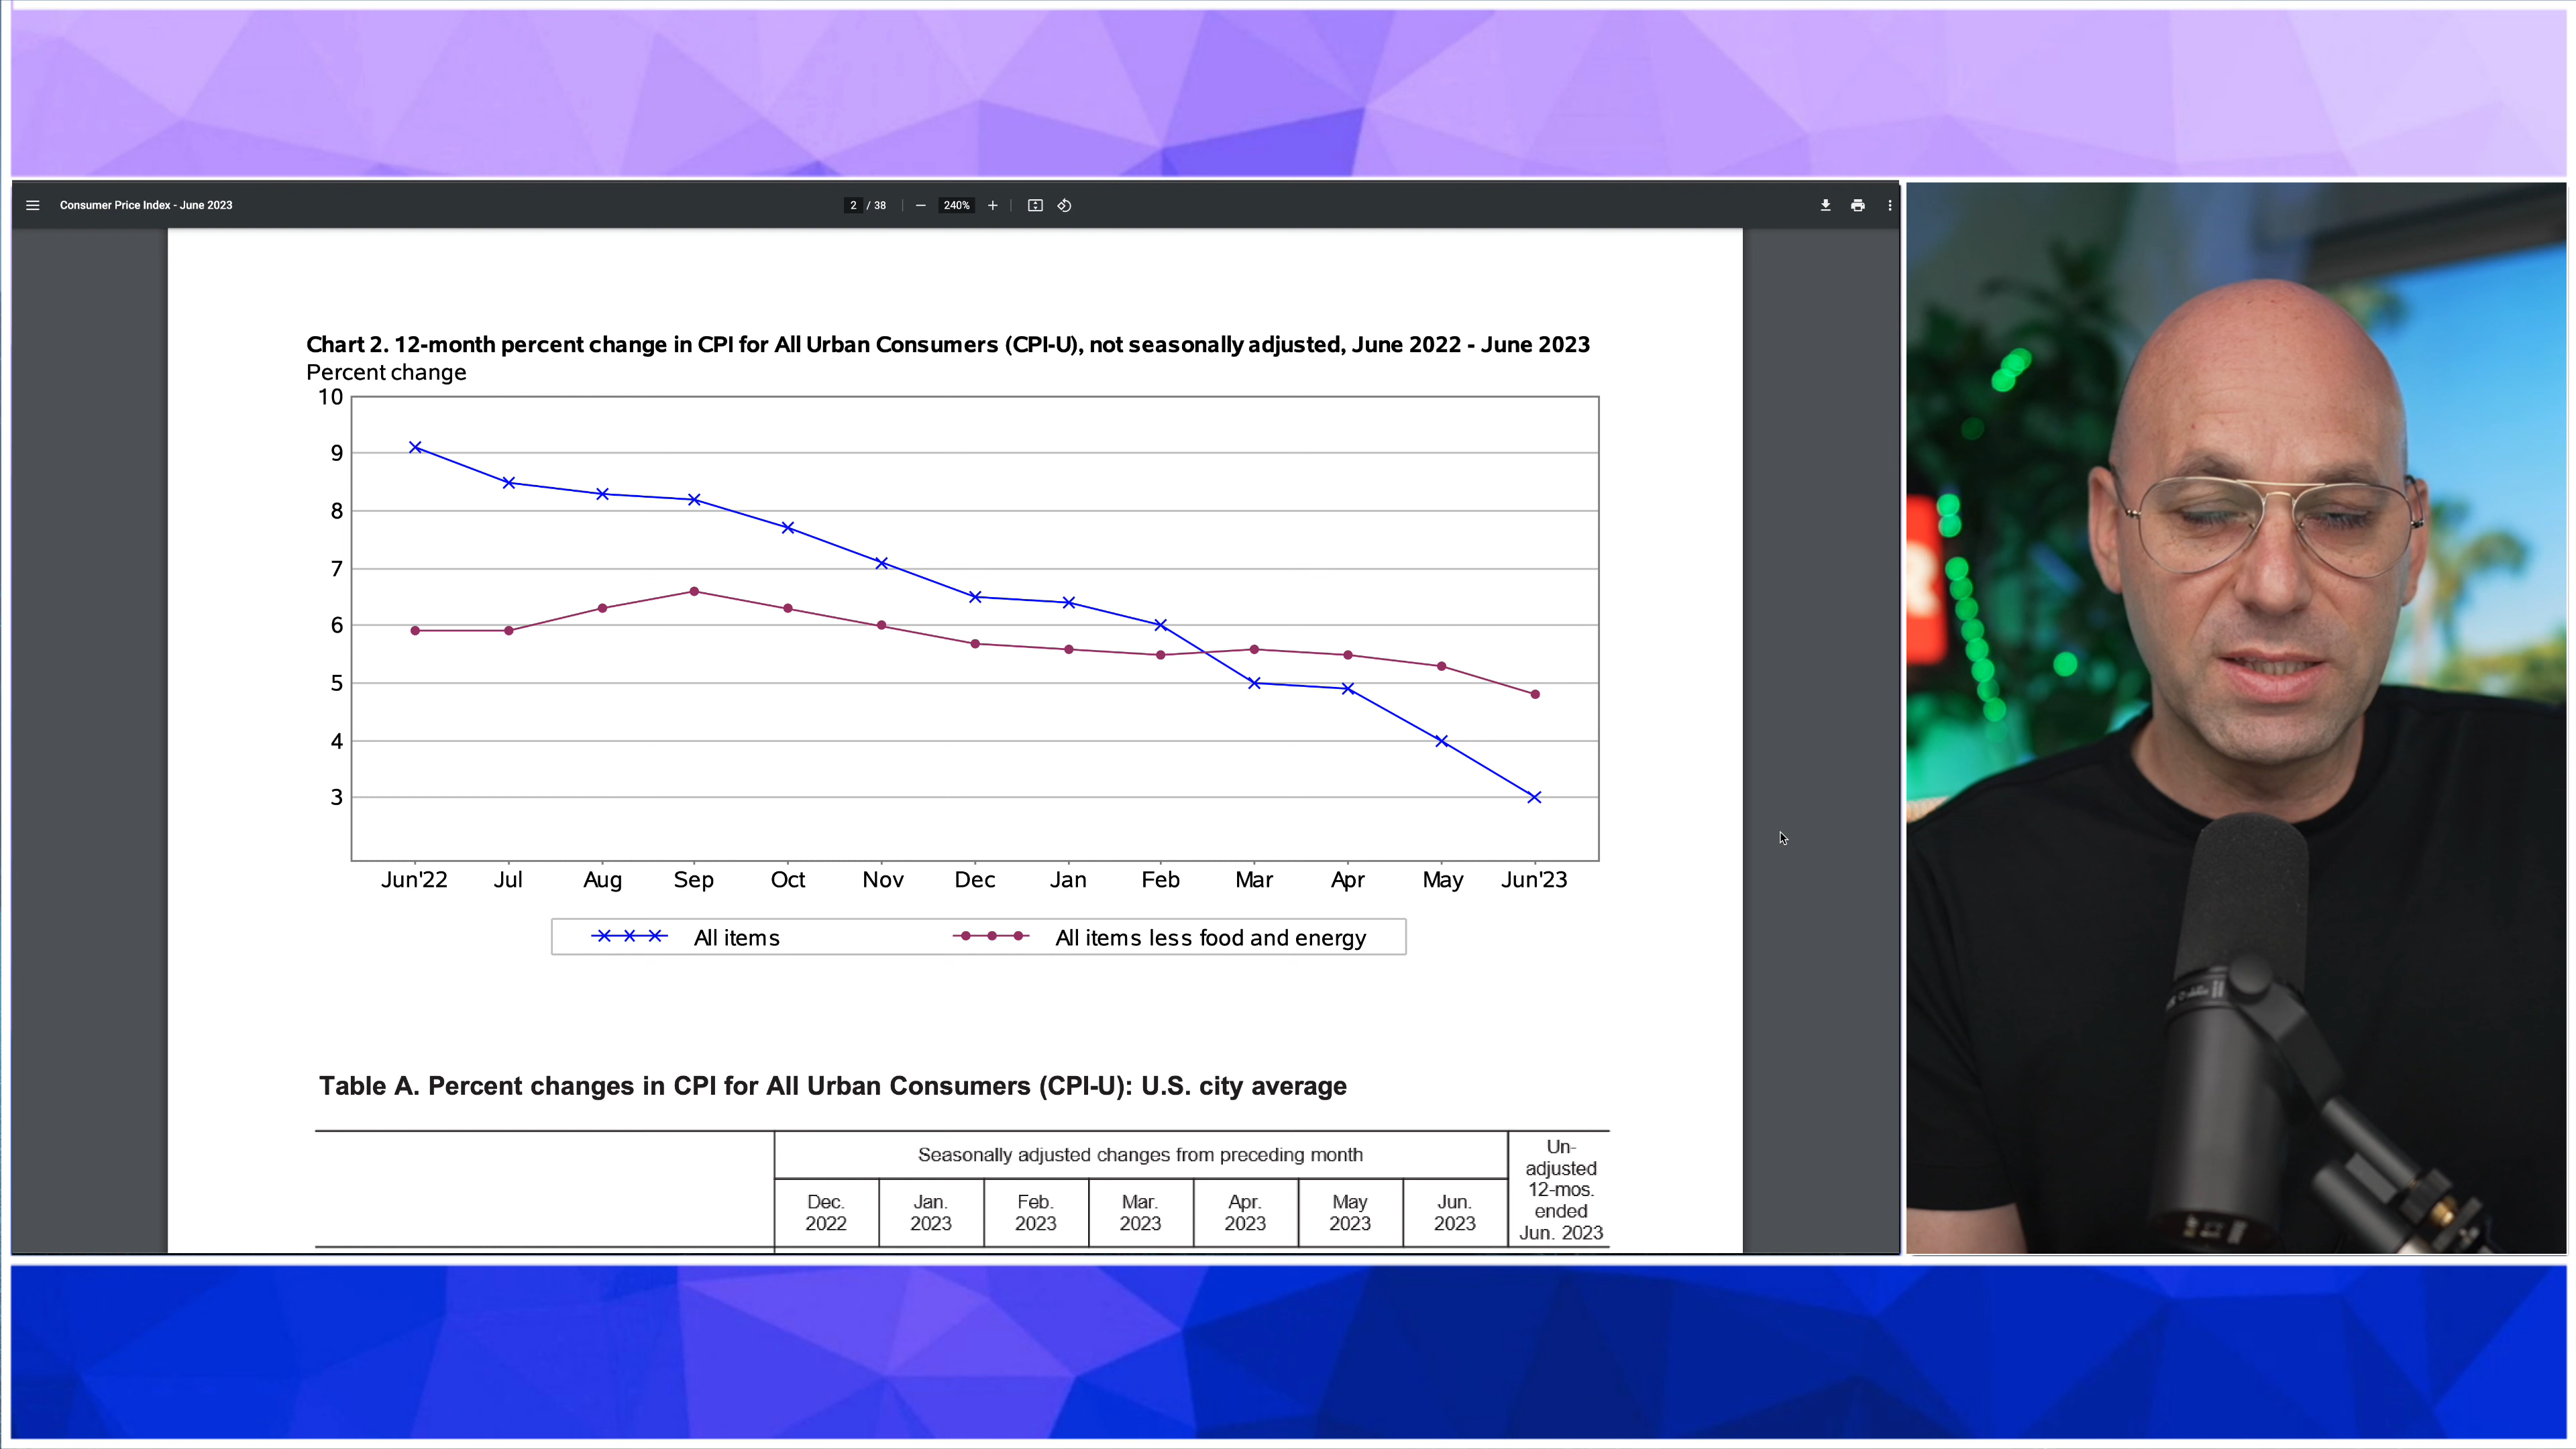 Consumer Price Index - June 2023
2 / 38
240%
Chart 2. 12-month percent change in CPI for All Urban Consumers (CPI-U), not seasonally adjusted, June 2022 - June 2023
Percent change
10
9
8
7
6
5
4
3
Jun'22 Jul Aug Sep Oct Nov Dec Jan Feb Mar Apr May Jun'23
All items
All items less food and energy
Table A. Percent changes in CPI for All Urban Consumers (CPI-U): U.S. city average
Seasonally adjusted changes from preceding month
Un-
adjusted
12-mos.
ended
Jun. 2023
Dec.
2022
Jan.
2023
Feb.
2023
Mar.
2023
Apr.
2023
May
2023
Jun.
2023